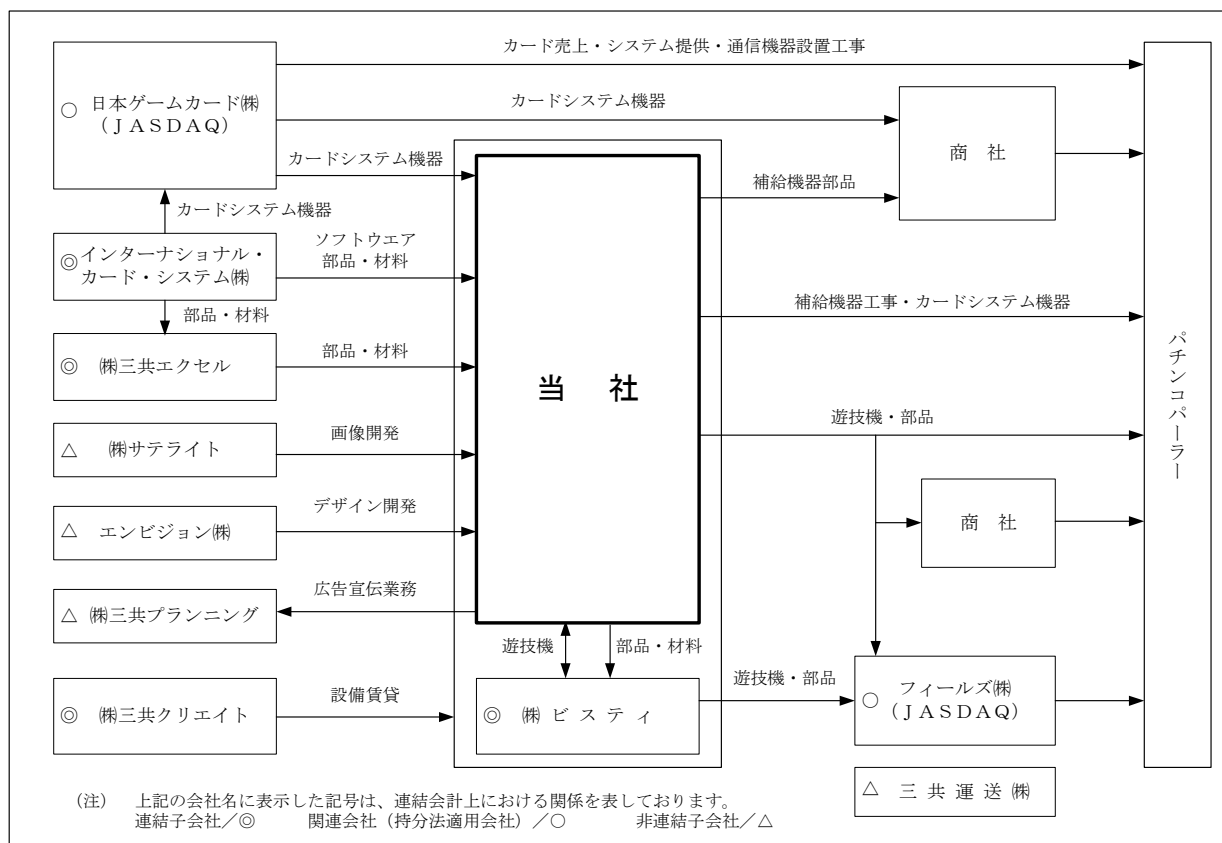 カード売上・システム提供・通信機器設置工事
○ 日本ゲームカード㈱
（ＪＡＳＤＡＱ）
カードシステム機器
商 社
カードシステム機器
補給機器部品
カードシステム機器
◎インターナショナル・
カード・システム㈱
ソフトウエア
部品・材料
補給機器工事・カードシステム機器
部品・材料
◎ ㈱三共エクセル
部品・材料
当 社
パチンコパーラー
遊技機・部品
△ ㈱サテライト
画像開発
△ エンビジョン㈱
デザイン開発
商 社
△ ㈱三共プランニング
広告宣伝業務
遊技機
部品・材料
◎ ㈱三共クリエイト
設備賃貸
◎ ㈱ ビ ス テ ィ
遊技機・部品
○ フィールズ㈱
（ＪＡＳＤＡＱ）
△ 三 共 運 送 ㈱
（注） 上記の会社名に表示した記号は、連結会計上における関係を表しております。
連結子会社／◎ 関連会社（持分法適用会社）／○ 非連結子会社／△